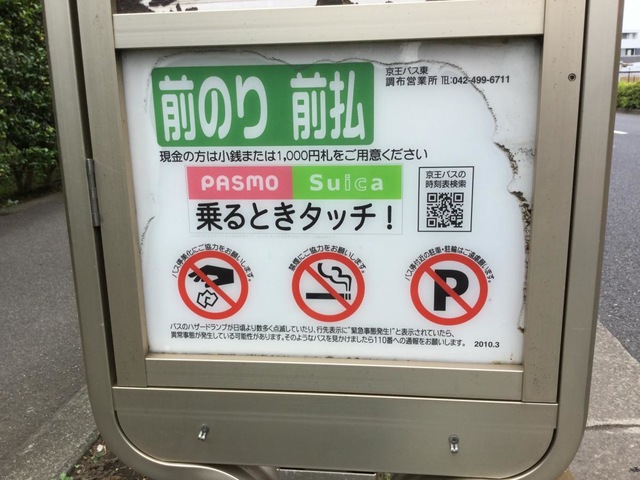 前のり 前払
京王バス東
調布営業所 TEL:042-499-6711
現金の方は小銭または1,000円札をご用意ください
PASMO Suica
乗るときタッチ！
京王バスの
時刻表検索
バス停美化にご協力をお願いします。
禁煙にご協力をお願いします。
バス停付近の駐車・駐輪はご遠慮願います。
P
バスのハザードランプが日頃より数多く点滅していたり、行先表示に"緊急事態発生!"と表示されていたら、
異常事態が発生している可能性があります。そのようなバスを見かけましたら110番への通報をお願いします。 2010.3